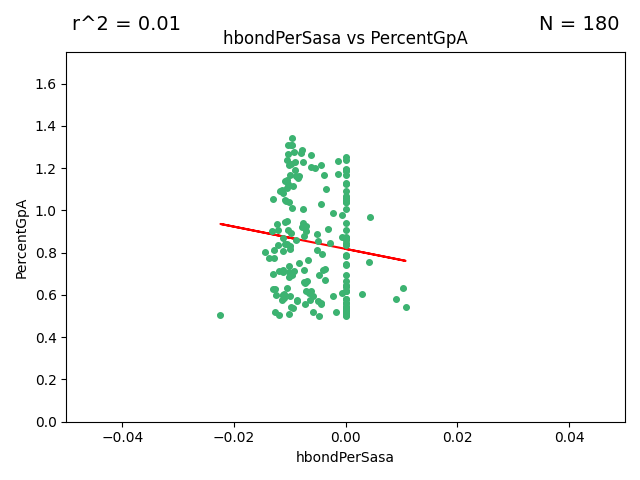 r^2 = 0.01
N = 180
hbondPerSasa vs PercentGpA
1.6
1.4
1.2
1.0
0.8
0.6
0.4
0.2
0.0
PercentGpA
−0.04
−0.02
0.00
0.02
0.04
hbondPerSasa